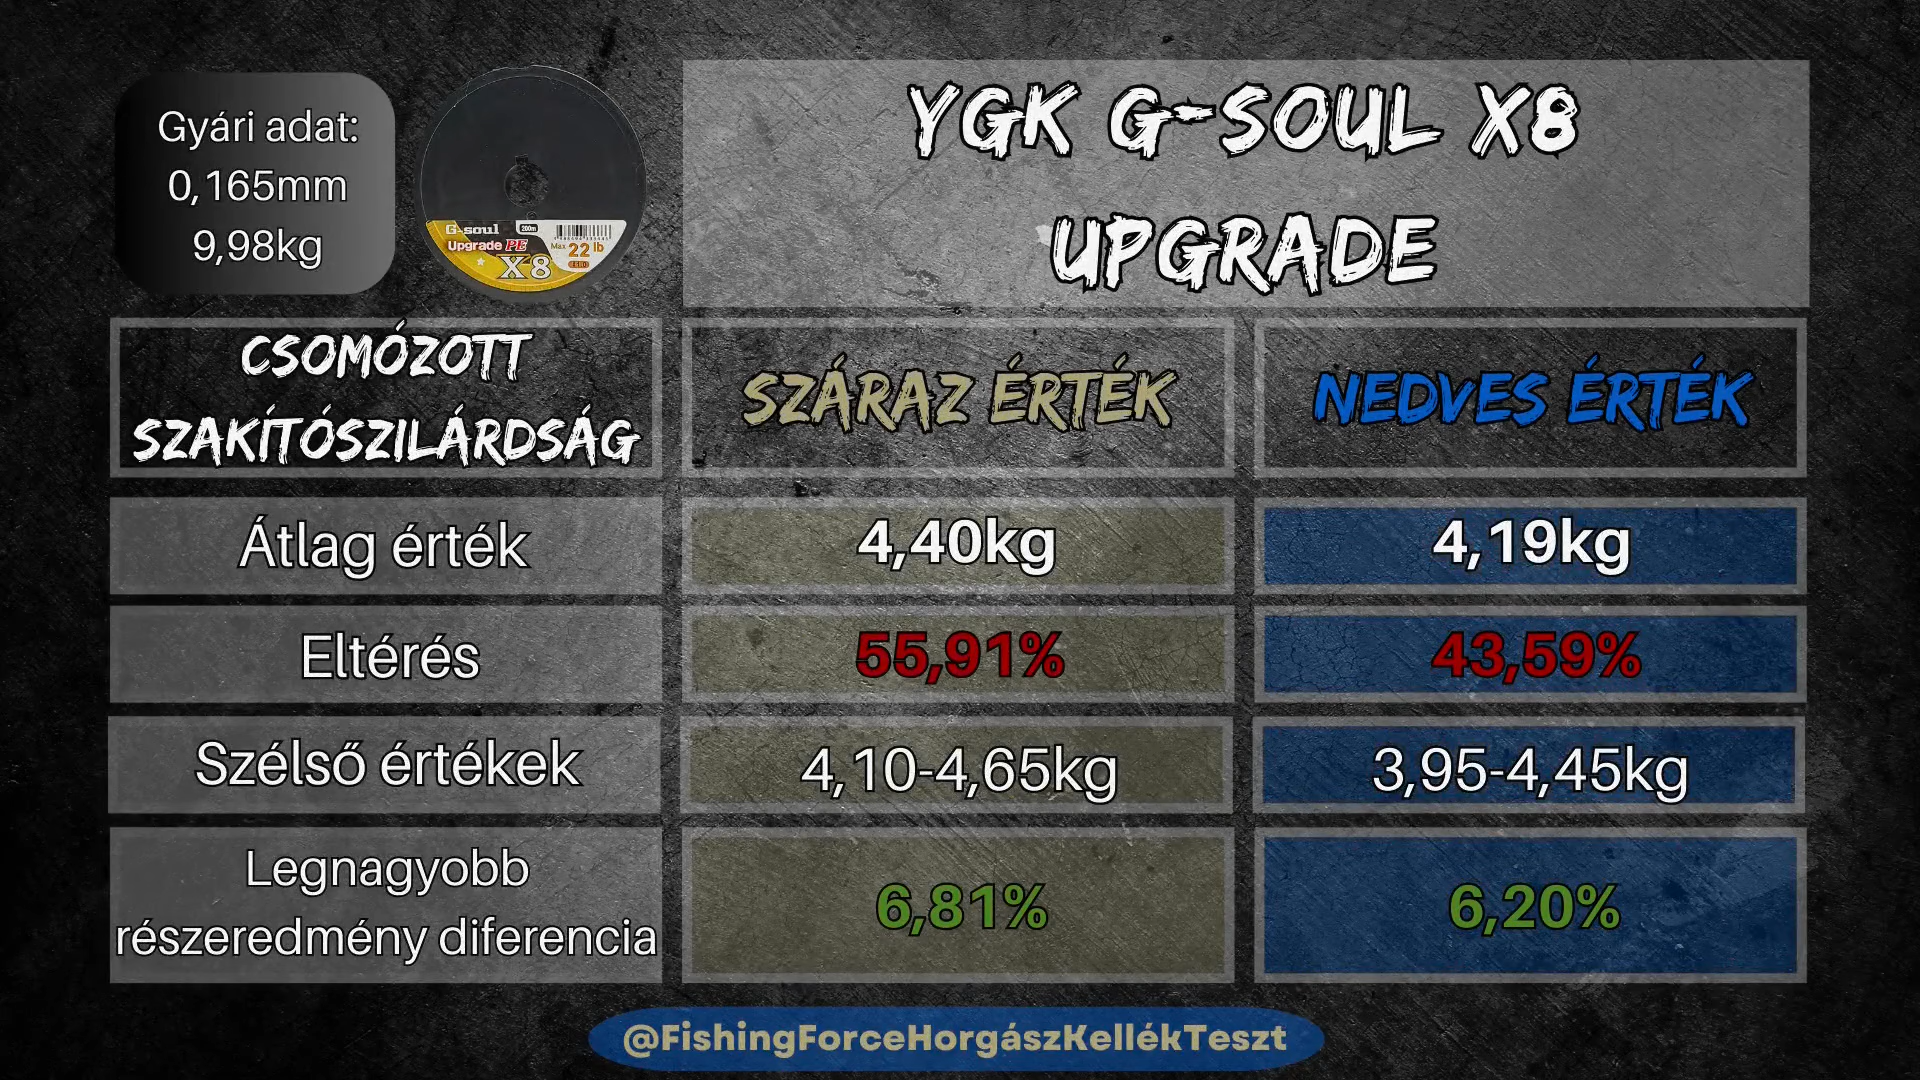 Gyári adat:
0,165mm
9,98kg
G-soul
200m
Upgrade PE
X8
Max 22 lb
YGK G-SOUL X8
UPGRADE
CSOMÓZOTT
SZAKÍTÓSZILÁRDSÁG
SZÁRAZ ÉRTÉK
NEDVES ÉRTÉK
Átlag érték
4,40kg
4,19kg
Eltérés
55,91%
43,59%
Szélső értékek
4,10-4,65kg
3,95-4,45kg
Legnagyobb
részeredmény diferencia
6,81%
6,20%
@FishingForceHorgászKellékTeszt